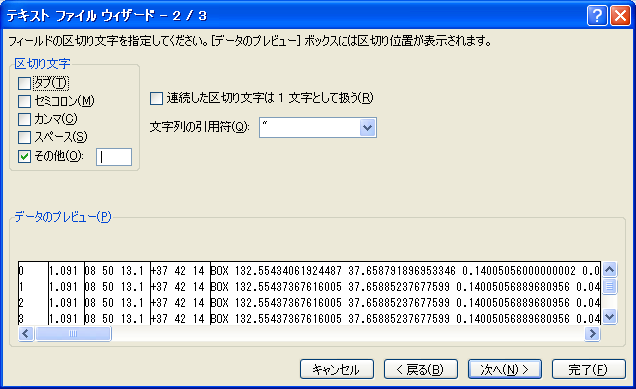 テキスト ファイル ウィザード - 2 / 3
フィールドの区切り文字を指定してください。[データのプレビュー] ボックスには区切り位置が表示されます。
区切り文字
タブ(T)
セミコロン(M)
カンマ(C)
スペース(S)
その他(O): |
連続した区切り文字は 1 文字として扱う(R)
文字列の引用符(Q): "
データのプレビュー(P)
0 1.091 08 50 13.1 +37 42 14 BOX 132.55434061924487 37.658791896953346 0.14005056000000002 0.0
1 1.091 08 50 13.1 +37 42 14 BOX 132.55437367616005 37.65885237677599 0.14005889680956 0.04
2 1.091 08 50 13.1 +37 42 14 BOX 132.55437367616005 37.65885237677599 0.14005889680956 0.04
3 1.091 08 50 13.1 +37 42 14 BOX 132.55437367616005 37.65885237677599 0.14005889680956 0.04
キャンセル < 戻る(B) 次へ(N) > 完了(F)